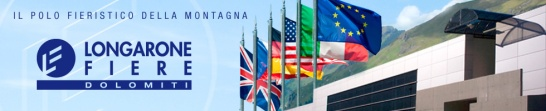 IL POLO FIERISTICO DELLA MONTAGNA
LONGARONE
FIERE
DOLOMITI